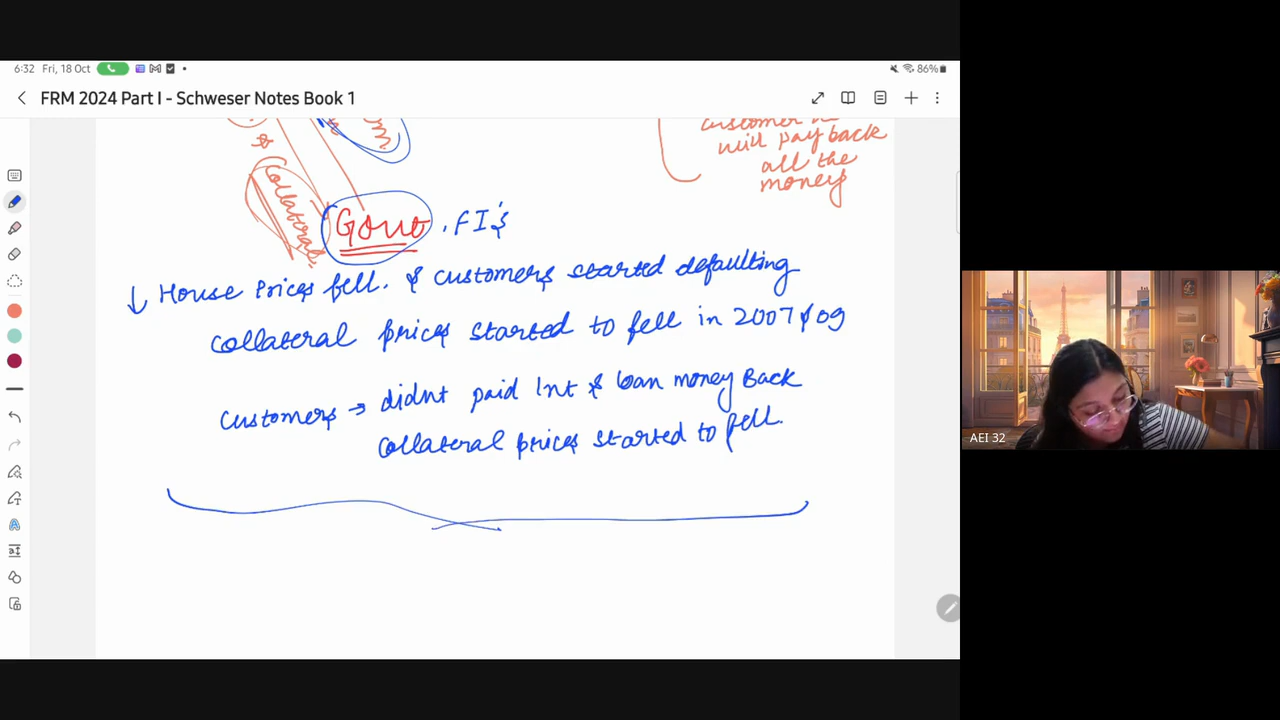 6:32 Fri, 18 Oct 86%
FRM 2024 Part I - Schweser Notes Book 1
customer
will pay back
all the
money
Collateral
Govt . FI's
↓ House Prices fell. & customers started defaulting
collateral prices started to fell in 2007 & 09
customers → didnt paid Int & loan money Back
collateral prices started to fell.
AEI 32